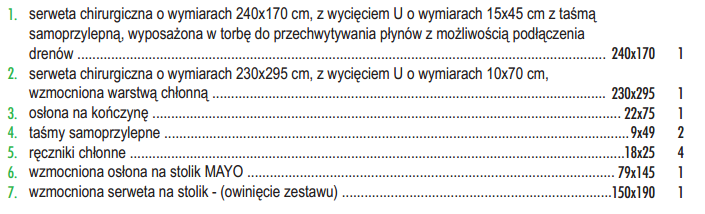 1. serweta chirurgiczna o wymiarach 240x170 cm, z wycięciem U o wymiarach 15x45 cm z taśmą
samoprzylepną, wyposażona w torbę do przechwytywania płynów z możliwością podłączenia
drenów ........ 240x170 1
2. serweta chirurgiczna o wymiarach 230x295 cm, z wycięciem U o wymiarach 10x70 cm,
wzmocniona warstwą chłonną ........ 230x295 1
3. osłona na kończynę ........ 22x75 1
4. taśmy samoprzylepne ........ 9x49 2
5. ręczniki chłonne ........ 18x25 4
6. wzmocniona osłona na stolik MAYO ........ 79x145 1
7. wzmocniona serweta na stolik - (owinięcie zestawu) ........ 150x190 1